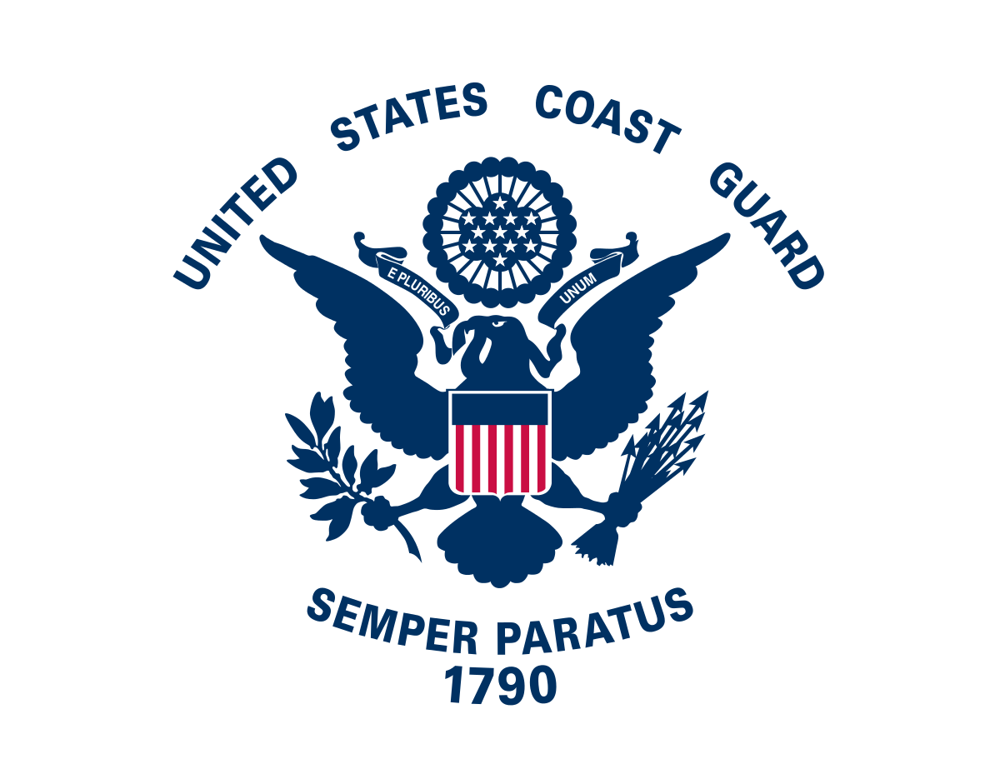 UNITED STATES COAST GUARD
E PLURIBUS UNUM
SEMPER PARATUS
1790